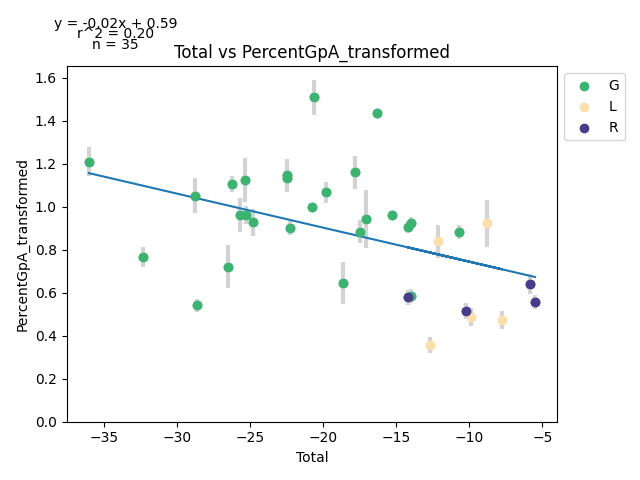 y = -0.02x + 0.59
r^2 = 0.20
n = 35
Total vs PercentGpA_transformed
G
L
R
1.6
1.4
1.2
1.0
0.8
0.6
0.4
0.2
0.0
PercentGpA_transformed
−35
−30
−25
−20
−15
−10
−5
Total